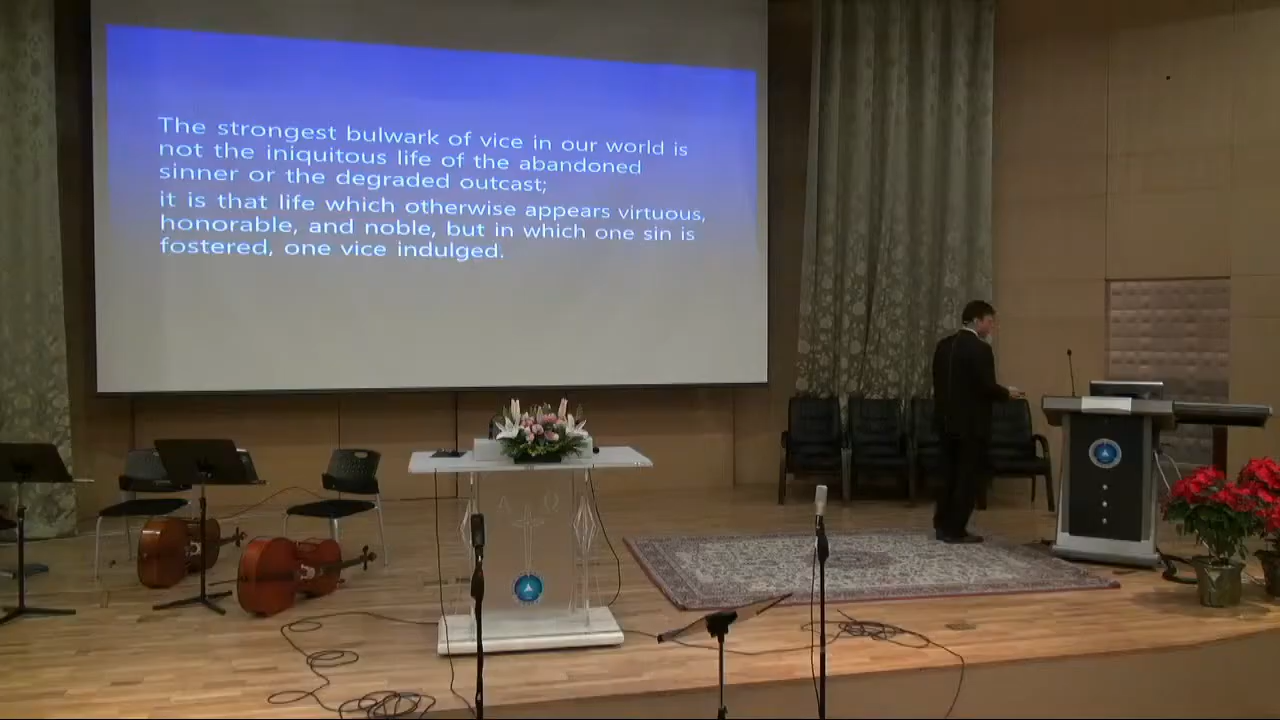 The strongest bulwark of vice in our world is
not the iniquitous life of the abandoned
sinner or the degraded outcast;
it is that life which otherwise appears virtuous,
honorable, and noble, but in which one sin is
fostered, one vice indulged.
Α Ω